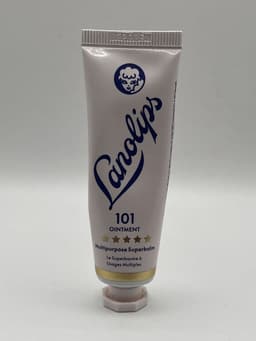 Lanolips
101
OINTMENT
Multipurpose Superbalm
Le Superbaume à
Usages Multiples